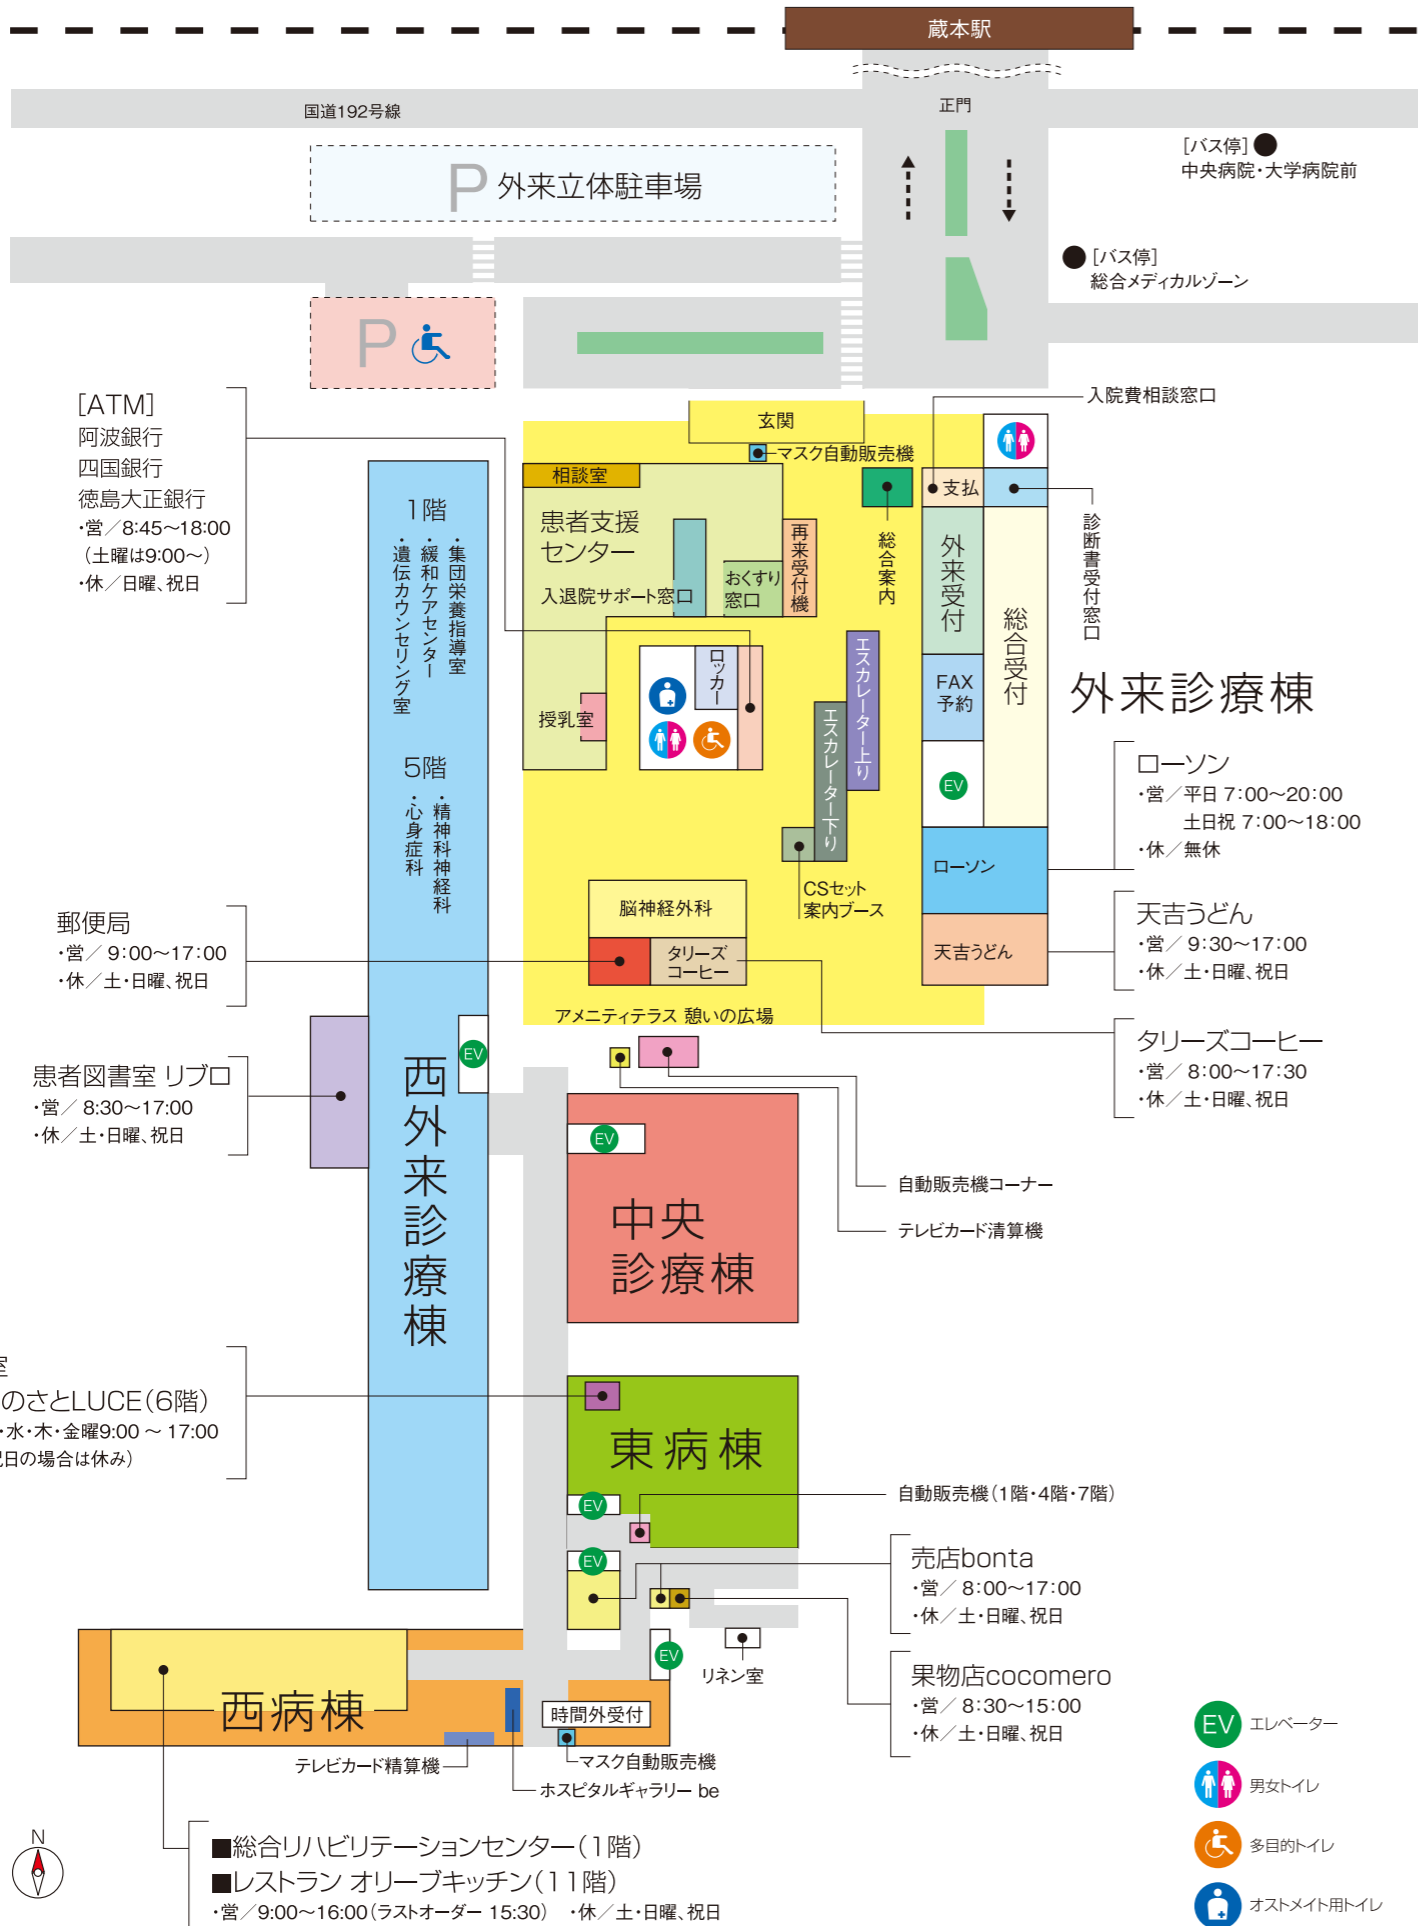 蔵本駅
国道192号線
正門
[バス停]
中央病院・大学病院前
P 外来立体駐車場
[バス停]
総合メディカルゾーン
P
[ATM]
阿波銀行
四国銀行
徳島大正銀行
・営／8:45～18:00
（土曜は9:00～）
・休／日曜、祝日
入院費相談窓口
玄関
マスク自動販売機
相談室
患者支援
センター
入退院サポート窓口
おくすり
窓口
再来受付機
総合案内
支払
診断書受付窓口
外来受付
総合受付
FAX
予約
EV
外来診療棟
ロッカー
授乳室
エスカレーター上り
エスカレーター下り
CSセット
案内ブース
1階
・集団栄養指導室
・緩和ケアセンター
・遺伝カウンセリング室
5階
・精神科神経科
・心身症科
ローソン
ローソン
・営／平日 7:00～20:00
土日祝 7:00～18:00
・休／無休
天吉うどん
天吉うどん
・営／ 9:30～17:00
・休／土・日曜、祝日
脳神経外科
タリーズ
コーヒー
郵便局
・営／ 9:00～17:00
・休／土・日曜、祝日
アメニティテラス 憩いの広場
タリーズコーヒー
・営／ 8:00～17:30
・休／土・日曜、祝日
患者図書室 リブロ
・営／ 8:30～17:00
・休／土・日曜、祝日
EV
西外来診療棟
EV
中央
診療棟
自動販売機コーナー
テレビカード清算機
室
のさとLUCE（6階）
・水・木・金曜9:00 ～ 17:00
祝日の場合は休み）
東病棟
EV
自動販売機（1階・4階・7階）
EV
売店bonta
・営／ 8:00～17:00
・休／土・日曜、祝日
EV
リネン室
果物店cocomero
・営／ 8:30～15:00
・休／土・日曜、祝日
西病棟
時間外受付
マスク自動販売機
テレビカード精算機
ホスピタルギャラリー be
N
■総合リハビリテーションセンター（1階）
■レストラン オリーブキッチン（11階）
・営／9:00～16:00（ラストオーダー 15:30） ・休／土・日曜、祝日
EV エレベーター
男女トイレ
多目的トイレ
オストメイト用トイレ